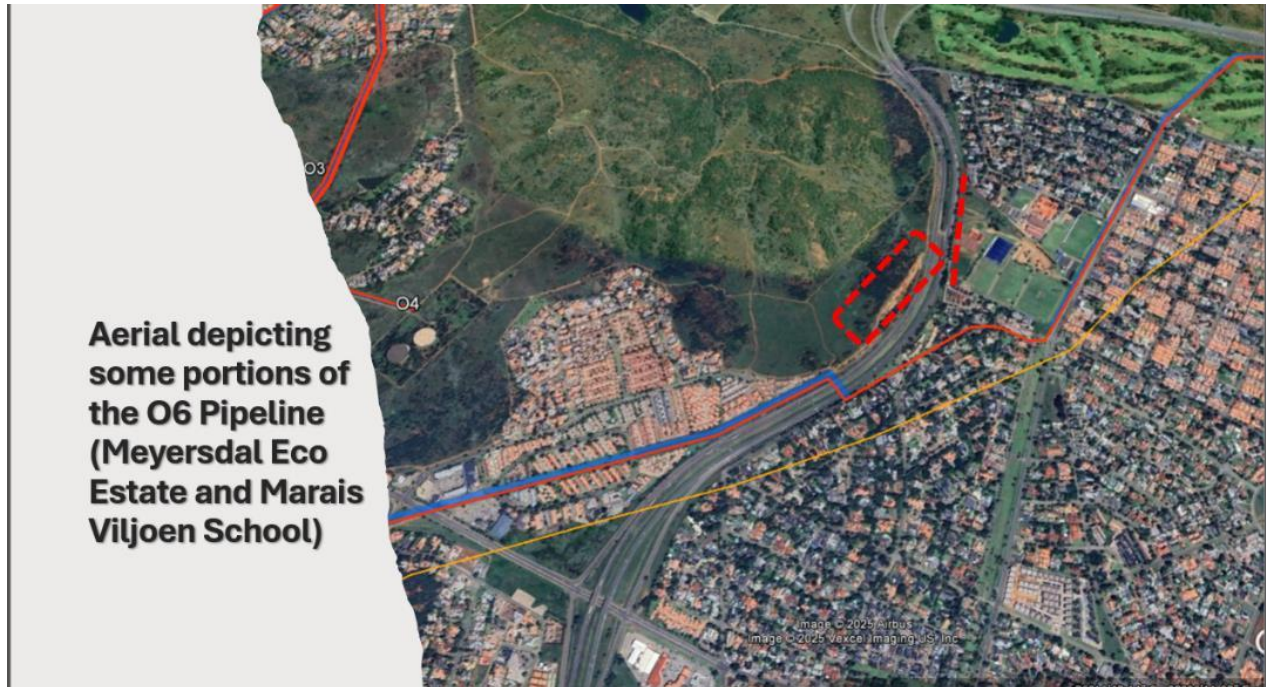 O3
O4
Aerial depicting
some portions of
the O6 Pipeline
(Meyersdal Eco
Estate and Marais
Viljoen School)
Image © 2025 Airbus
Image © 2025 Vexcel Imaging US, Inc